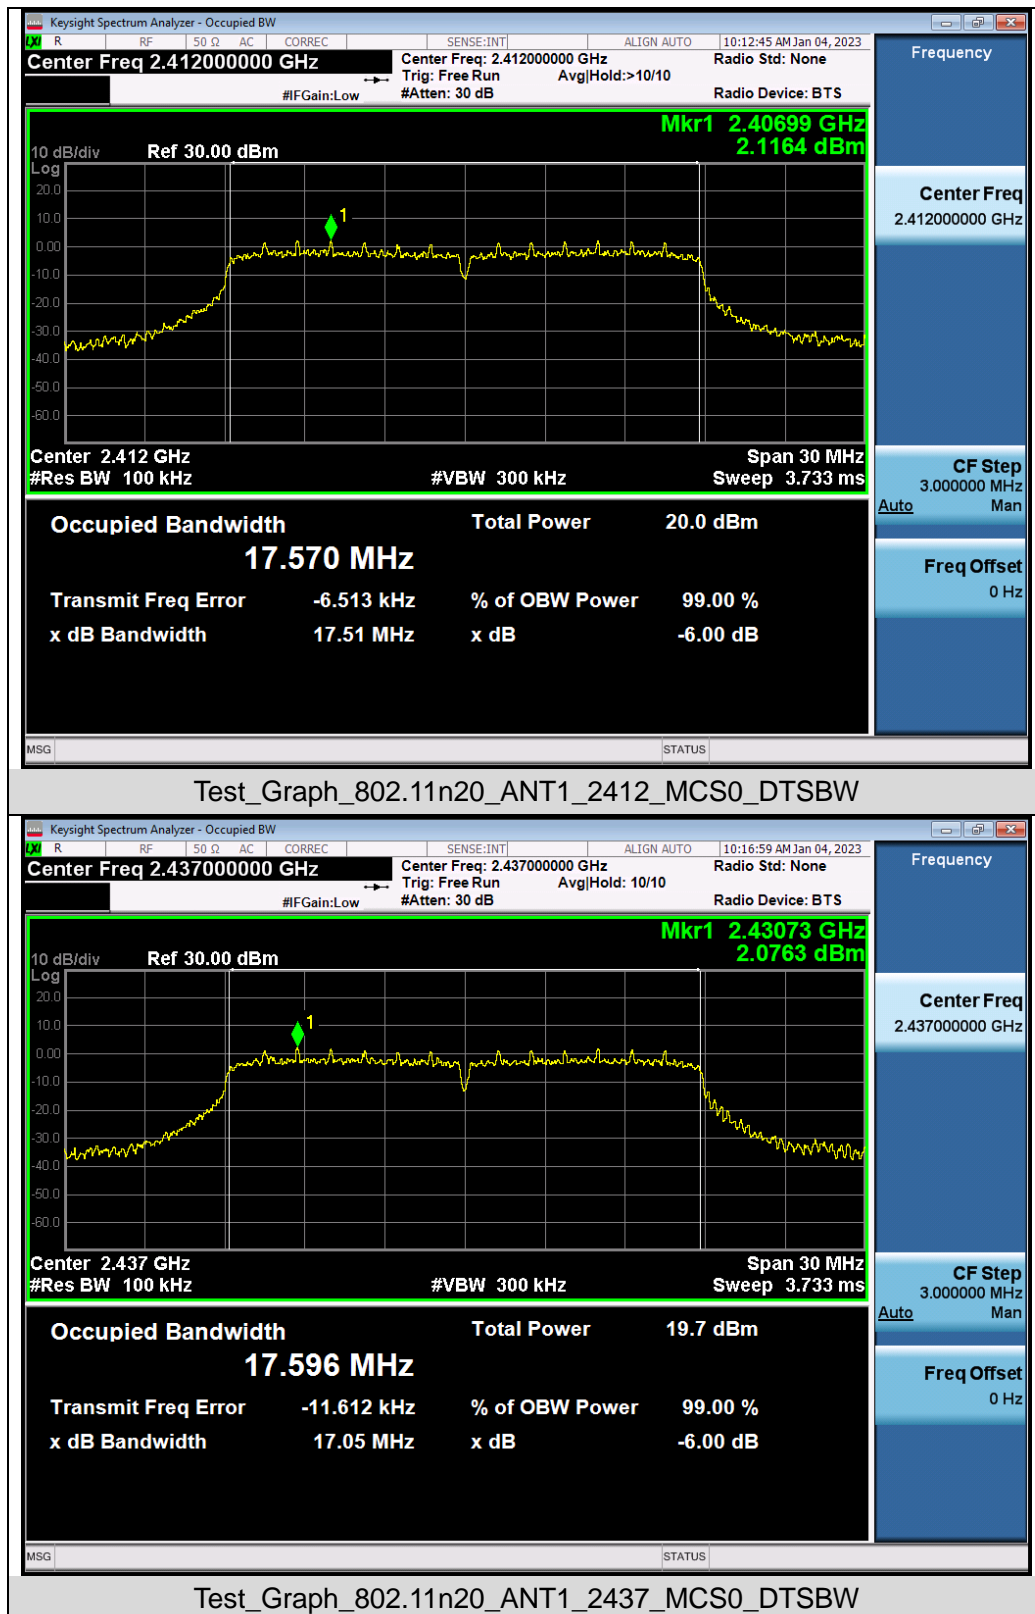 Keysight Spectrum Analyzer - Occupied BW
LXI R RF 50 Ω AC CORREC SENSE:INT ALIGN AUTO 10:12:45 AM Jan 04, 2023
Center Freq 2.412000000 GHz
Center Freq: 2.412000000 GHz Radio Std: None
Trig: Free Run Avg|Hold:>10/10
#IFGain:Low #Atten: 30 dB Radio Device: BTS
Frequency
Mkr1 2.40699 GHz
2.1164 dBm
10 dB/div Ref 30.00 dBm
Log
20.0
10.0
0.00
-10.0
-20.0
-30.0
-40.0
-50.0
-60.0
1
Center Freq
2.412000000 GHz
Center 2.412 GHz Span 30 MHz
#Res BW 100 kHz #VBW 300 kHz Sweep 3.733 ms
CF Step
3.000000 MHz
Auto Man
Occupied Bandwidth Total Power 20.0 dBm
17.570 MHz
Transmit Freq Error -6.513 kHz % of OBW Power 99.00 %
x dB Bandwidth 17.51 MHz x dB -6.00 dB
Freq Offset
0 Hz
MSG STATUS
Test_Graph_802.11n20_ANT1_2412_MCS0_DTSBW
Keysight Spectrum Analyzer - Occupied BW
LXI R RF 50 Ω AC CORREC SENSE:INT ALIGN AUTO 10:16:59 AM Jan 04, 2023
Center Freq 2.437000000 GHz
Center Freq: 2.437000000 GHz Radio Std: None
Trig: Free Run Avg|Hold: 10/10
#IFGain:Low #Atten: 30 dB Radio Device: BTS
Frequency
Mkr1 2.43073 GHz
2.0763 dBm
10 dB/div Ref 30.00 dBm
Log
20.0
10.0
0.00
-10.0
-20.0
-30.0
-40.0
-50.0
-60.0
1
Center Freq
2.437000000 GHz
Center 2.437 GHz Span 30 MHz
#Res BW 100 kHz #VBW 300 kHz Sweep 3.733 ms
CF Step
3.000000 MHz
Auto Man
Occupied Bandwidth Total Power 19.7 dBm
17.596 MHz
Transmit Freq Error -11.612 kHz % of OBW Power 99.00 %
x dB Bandwidth 17.05 MHz x dB -6.00 dB
Freq Offset
0 Hz
MSG STATUS
Test_Graph_802.11n20_ANT1_2437_MCS0_DTSBW